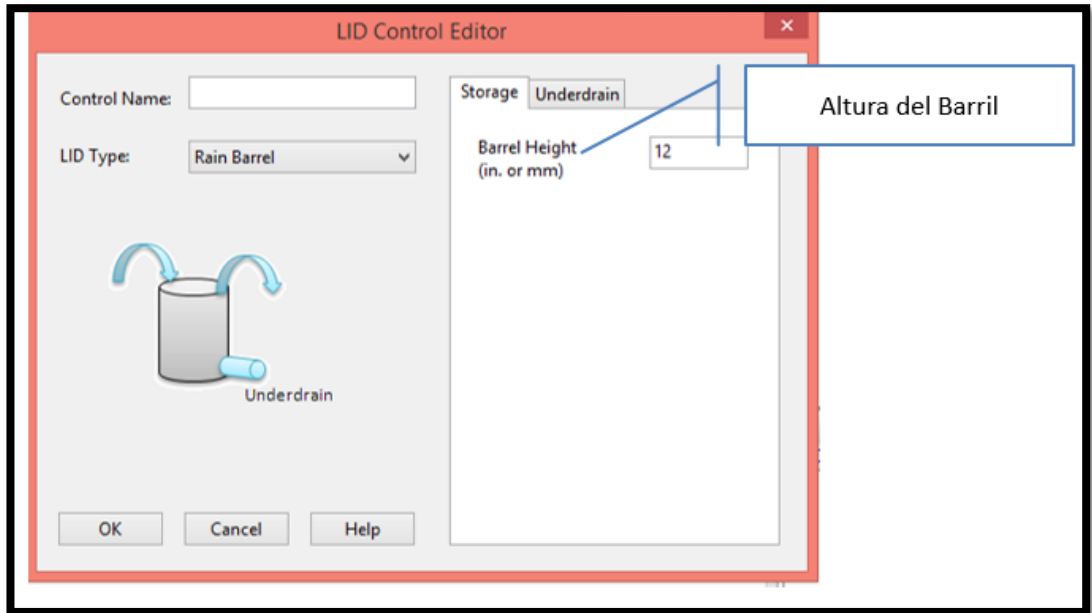 LID Control Editor
Control Name:
LID Type:
Rain Barrel
Underdrain
OK
Cancel
Help
Storage
Underdrain
Barrel Height
(in. or mm)
12
Altura del Barril